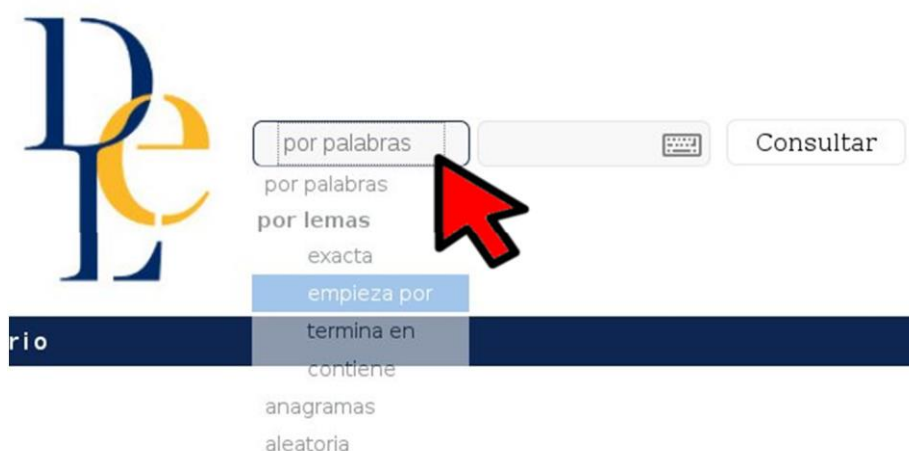 DLe
por palabras Consultar
por palabras
por lemas
exacta
empieza por
rio termina en
contiene
anagramas
aleatoria